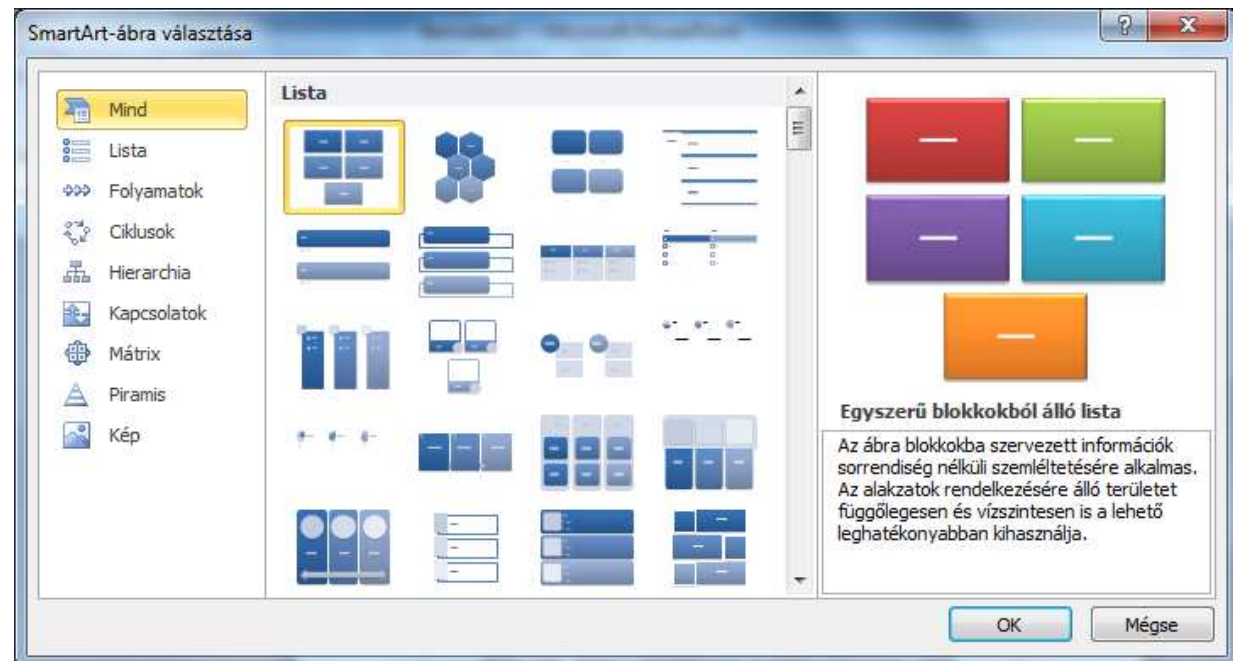 SmartArt-ábra választása
Mind
Lista
Folyamatok
Ciklusok
Hierarchia
Kapcsolatok
Mátrix
Piramis
Kép
Lista
Egyszerű blokkokból álló lista
Az ábra blokkokba szervezett információk
sorrendiség nélküli szemléltetésére alkalmas.
Az alakzatok rendelkezésére álló területet
függőlegesen és vízszintesen is a lehető
leghatékonyabban kihasználja.
OK
Mégse